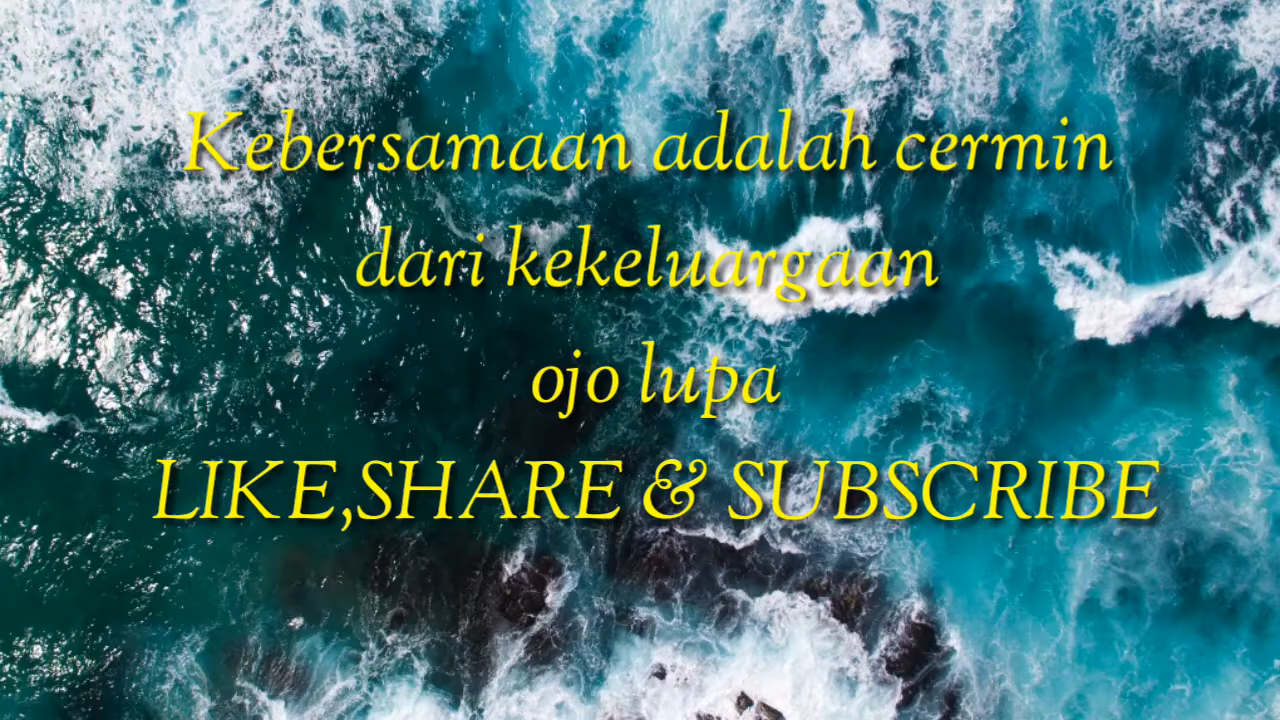 Kebersamaan adalah cermin
dari kekeluargaan
ojo lupa
LIKE,SHARE & SUBSCRIBE